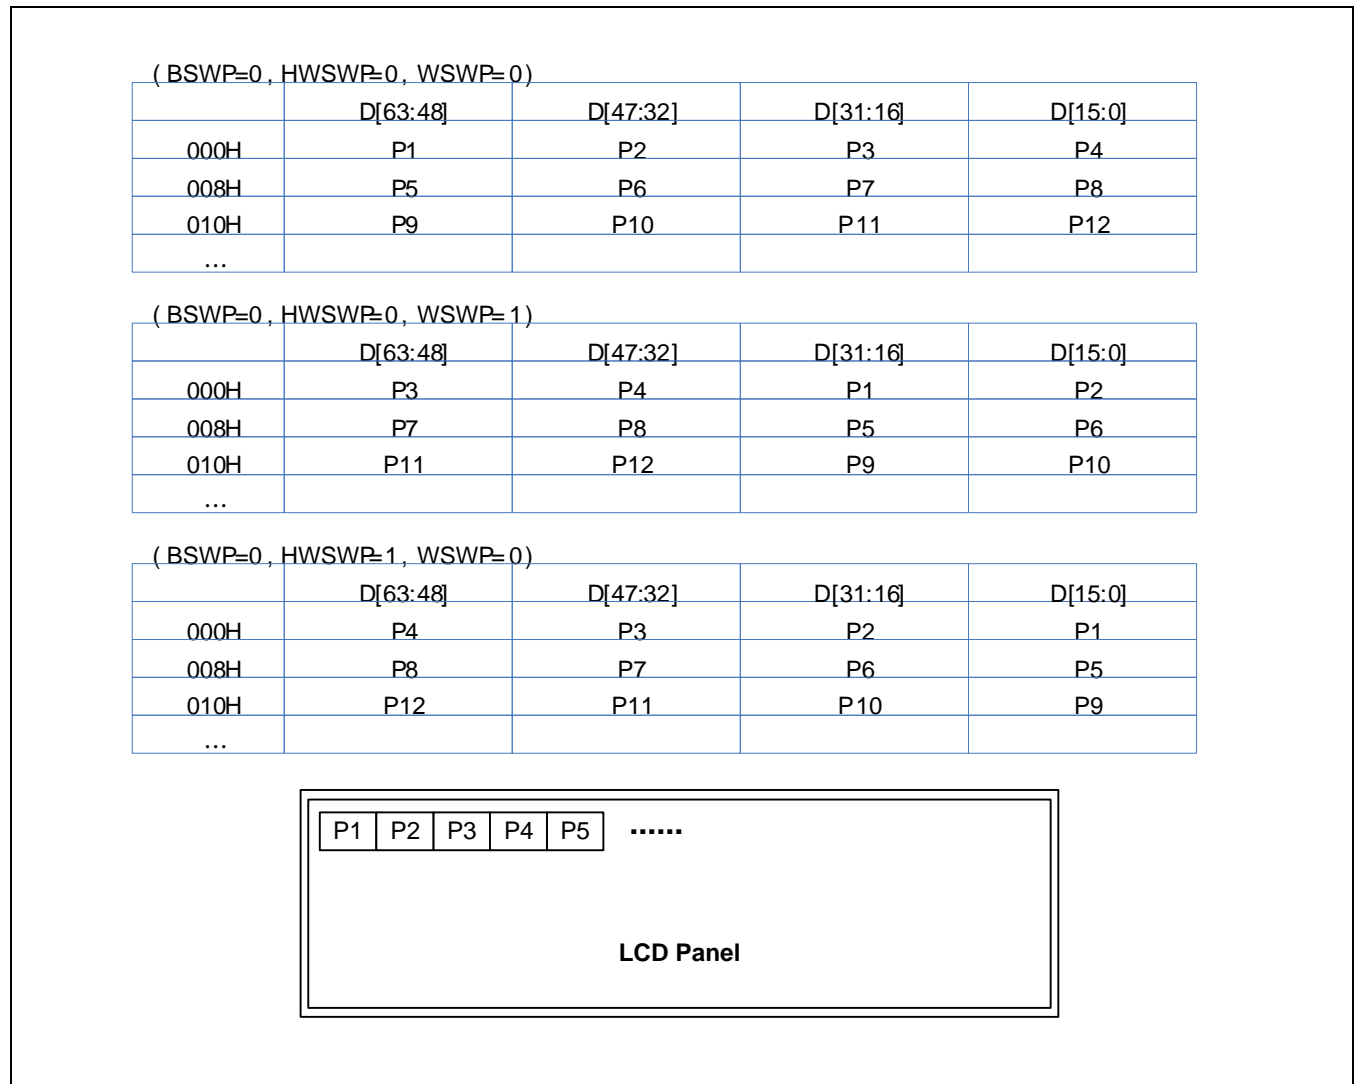 (BSWP=0, HWSWP=0, WSWP=0)
D[63:48] D[47:32] D[31:16] D[15:0]
000H P1 P2 P3 P4
008H P5 P6 P7 P8
010H P9 P10 P11 P12
...
(BSWP=0, HWSWP=0, WSWP=1)
D[63:48] D[47:32] D[31:16] D[15:0]
000H P3 P4 P1 P2
008H P7 P8 P5 P6
010H P11 P12 P9 P10
...
(BSWP=0, HWSWP=1, WSWP=0)
D[63:48] D[47:32] D[31:16] D[15:0]
000H P4 P3 P2 P1
008H P8 P7 P6 P5
010H P12 P11 P10 P9
...
P1 P2 P3 P4 P5 ......
LCD Panel